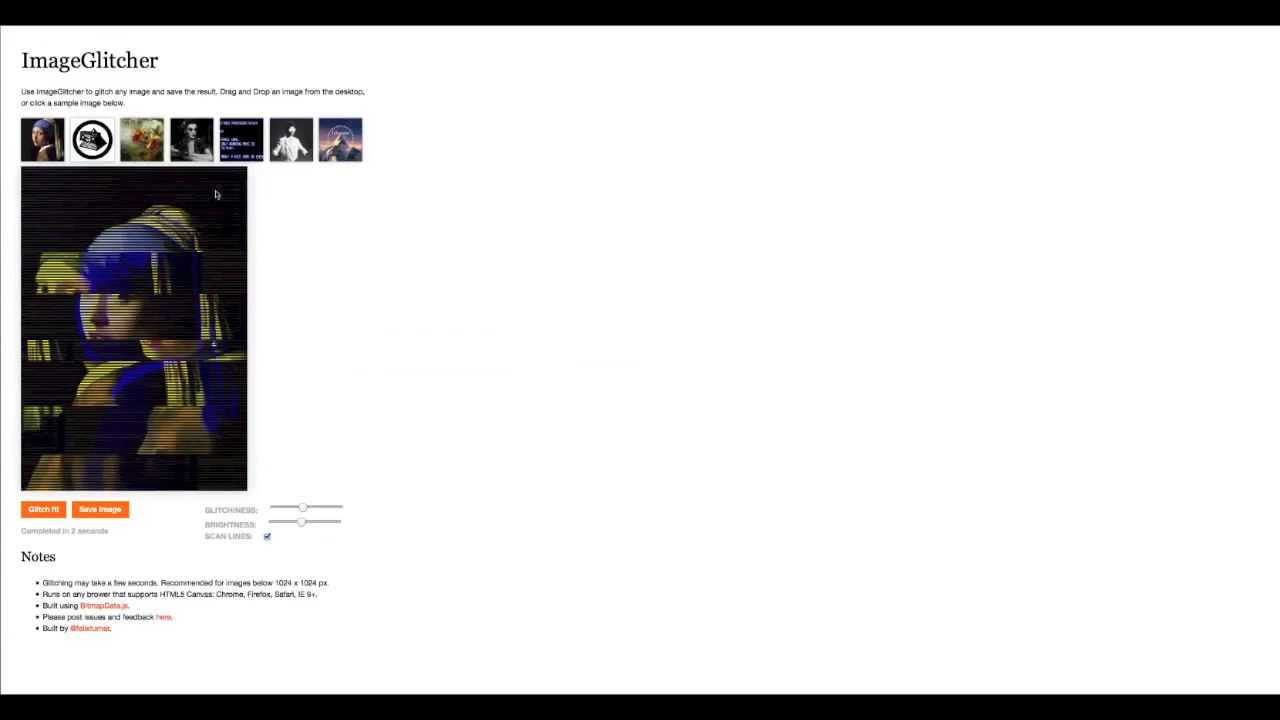 ImageGlitcher
Use ImageGlitcher to glitch any image and save the result. Drag and Drop an image from the desktop,
or click a sample image below.
Glitch It!
Save Image
GLITCHINESS:
BRIGHTNESS:
Completed in 2 seconds
SCAN LINES:
Notes
Glitching may take a few seconds. Recommended for images below 1024 x 1024 px.
Runs on any brower that supports HTML5 Canvas: Chrome, Firefox, Safari, IE 9+.
Built using BitmapData.js.
Please post issues and feedback here.
Built by @felixturner.